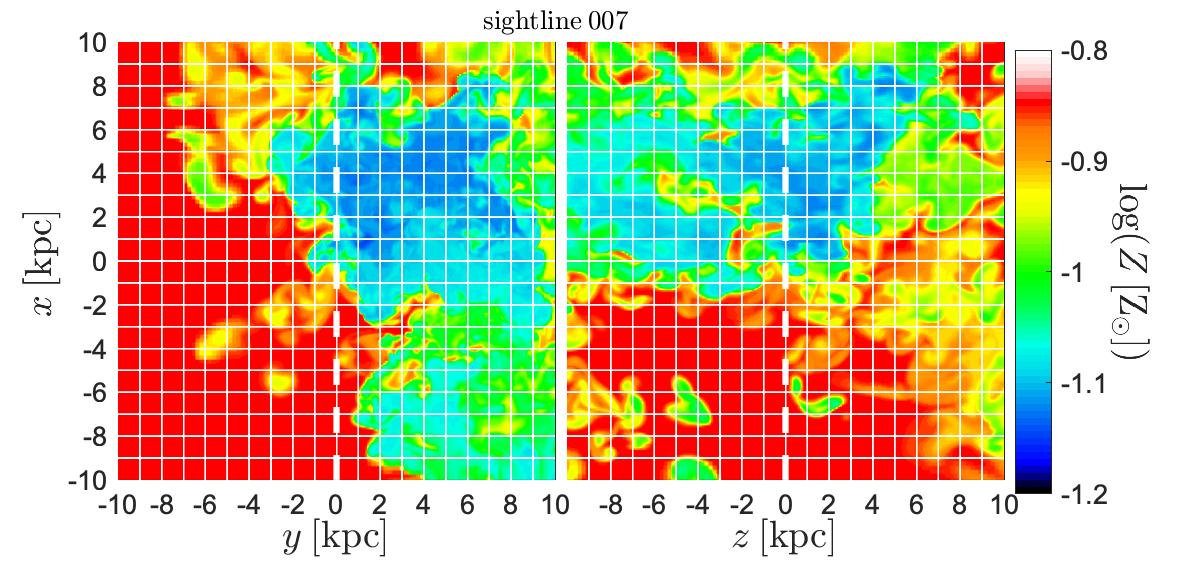 sightline 007
10
8
6
4
2
0
-2
-4
-6
-8
-10
x [kpc]
-10 -8 -6 -4 -2 0 2 4 6 8 10
y [kpc]
-8 -6 -4 -2 0 2 4 6 8 10
z [kpc]
-0.8
-0.9
-1
-1.1
-1.2
log(Z [Z⊙])